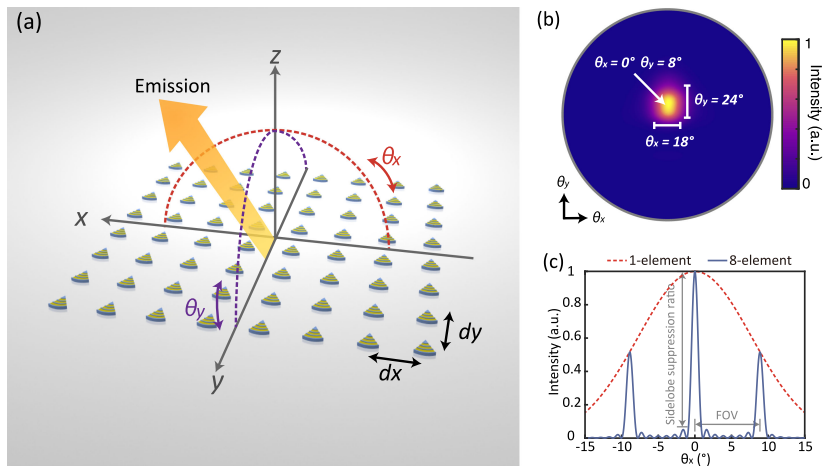 (a)
z
Emission
θx
x
θy
dy
dx
y
(b)
θx = 0° θy = 8°
θy = 24°
θx = 18°
θy
θx
1
0
Intensity (a.u.)
(c)
1-element
8-element
1
0.8
0.6
0.4
0.2
0
Intensity (a.u.)
Sidelobe suppression ratio
FOV
-15 -10 -5 0 5 10 15
θx (°)